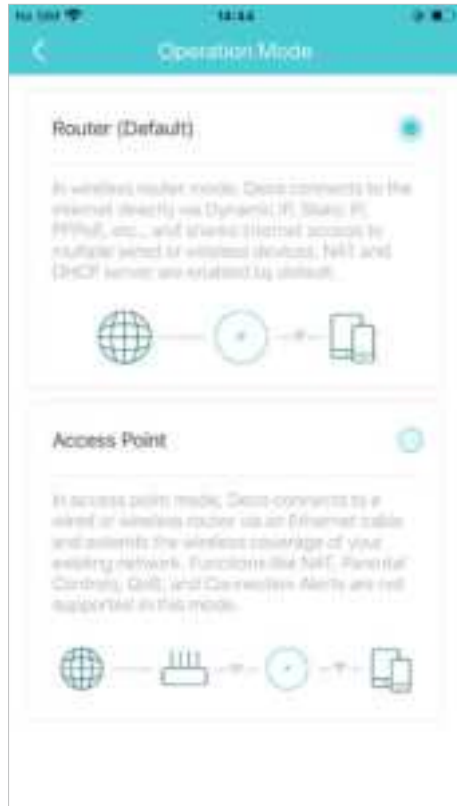 No SIM 14:44
Operation Mode
Router (Default)
In wireless router mode, Deco connects to the
internet directly via Dynamic IP, Static IP,
PPPoE, etc., and shares internet access to
multiple wired or wireless devices. NAT and
DHCP server are enabled by default.
Access Point
In access point mode, Deco connects to a
wired or wireless router via an Ethernet cable
and extends the wireless coverage of your
existing network. Functions like NAT, Parental
Controls, QoS, and Connection Alerts are not
supported in this mode.